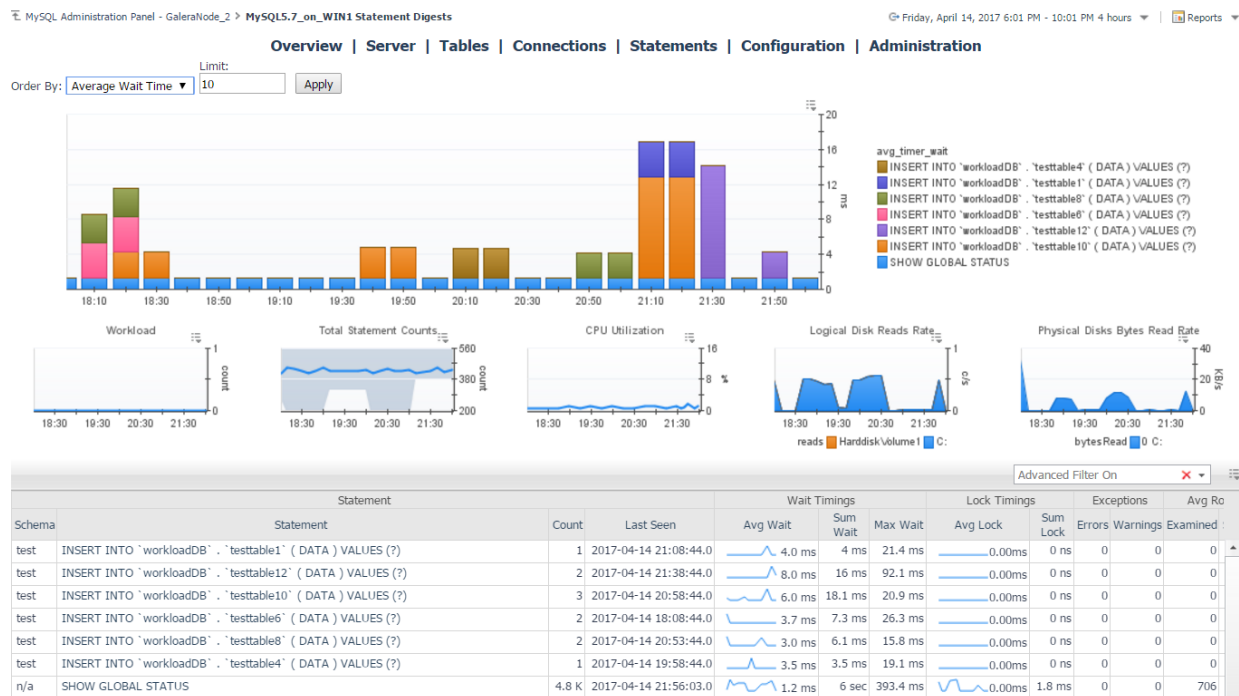 MySQL Administration Panel - GaleraNode_2 > MySQL5.7_on_WIN1 Statement Digests
Friday, April 14, 2017 6:01 PM - 10:01 PM 4 hours | Reports
Overview | Server | Tables | Connections | Statements | Configuration | Administration
Limit:
Order By: Average Wait Time 10 Apply
20
16
12
8
4
0
ms
18:10 18:30 18:50 19:10 19:30 19:50 20:10 20:30 20:50 21:10 21:30 21:50
avg_timer_wait
INSERT INTO `workloadDB` . `testtable4` ( DATA ) VALUES (?)
INSERT INTO `workloadDB` . `testtable1` ( DATA ) VALUES (?)
INSERT INTO `workloadDB` . `testtable8` ( DATA ) VALUES (?)
INSERT INTO `workloadDB` . `testtable6` ( DATA ) VALUES (?)
INSERT INTO `workloadDB` . `testtable12` ( DATA ) VALUES (?)
INSERT INTO `workloadDB` . `testtable10` ( DATA ) VALUES (?)
SHOW GLOBAL STATUS
Workload
1
0
count
18:30 19:30 20:30 21:30
Total Statement Counts
560
380
200
count
18:30 19:30 20:30 21:30
CPU Utilization
16
8
0
%
18:30 19:30 20:30 21:30
Logical Disk Reads Rate
1
0
c/s
18:30 19:30 20:30 21:30
reads HarddiskVolume1 C:
Physical Disks Bytes Read Rate
40
20
0
KB/s
18:30 19:30 20:30 21:30
bytesRead 0 C:
Advanced Filter On
Statement Wait Timings Lock Timings Exceptions Avg Ro
Schema Statement Count Last Seen Avg Wait Sum Wait Max Wait Avg Lock Sum Lock Errors Warnings Examined
test INSERT INTO `workloadDB` . `testtable1` ( DATA ) VALUES (?) 1 2017-04-14 21:08:44.0 4.0 ms 4 ms 21.4 ms 0.00ms 0 ns 0 0 0
test INSERT INTO `workloadDB` . `testtable12` ( DATA ) VALUES (?) 2 2017-04-14 21:38:44.0 8.0 ms 16 ms 92.1 ms 0.00ms 0 ns 0 0 0
test INSERT INTO `workloadDB` . `testtable10` ( DATA ) VALUES (?) 3 2017-04-14 20:58:44.0 6.0 ms 18.1 ms 20.9 ms 0.00ms 0 ns 0 0 0
test INSERT INTO `workloadDB` . `testtable6` ( DATA ) VALUES (?) 2 2017-04-14 18:08:44.0 3.7 ms 7.3 ms 26.3 ms 0.00ms 0 ns 0 0 0
test INSERT INTO `workloadDB` . `testtable8` ( DATA ) VALUES (?) 2 2017-04-14 20:53:44.0 3.0 ms 6.1 ms 15.8 ms 0.00ms 0 ns 0 0 0
test INSERT INTO `workloadDB` . `testtable4` ( DATA ) VALUES (?) 1 2017-04-14 19:58:44.0 3.5 ms 3.5 ms 19.1 ms 0.00ms 0 ns 0 0 0
n/a SHOW GLOBAL STATUS 4.8 K 2017-04-14 21:56:03.0 1.2 ms 6 sec 393.4 ms 0.00ms 1.8 ms 0 0 706